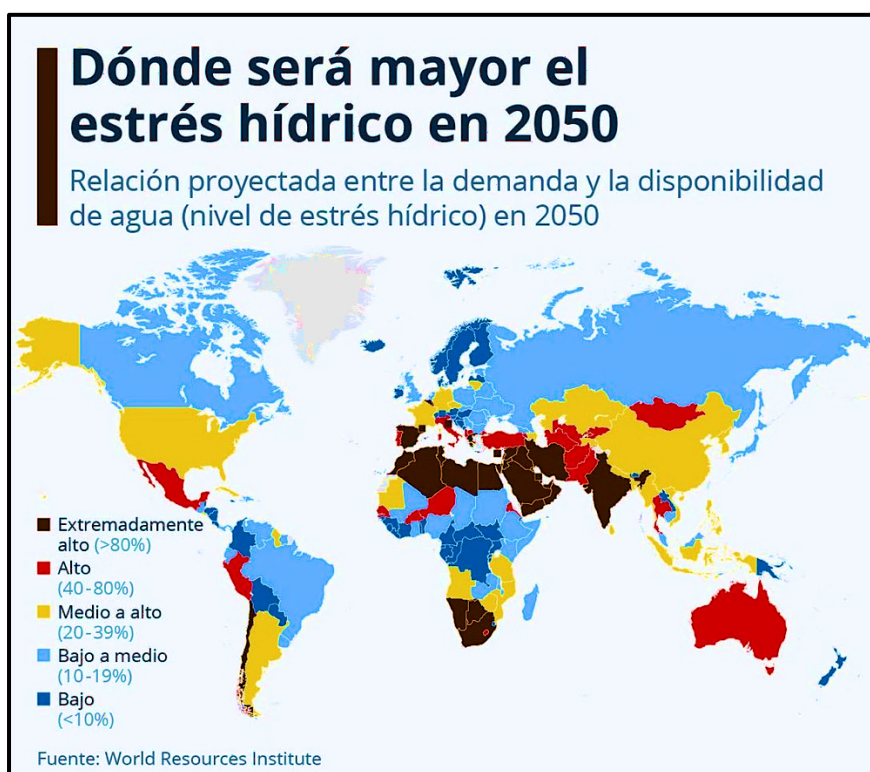 Dónde será mayor el
estrés hídrico en 2050
Relación proyectada entre la demanda y la disponibilidad
de agua (nivel de estrés hídrico) en 2050
Extremadamente
alto (>80%)
Alto
(40-80%)
Medio a alto
(20-39%)
Bajo a medio
(10-19%)
Bajo
(<10%)
Fuente: World Resources Institute